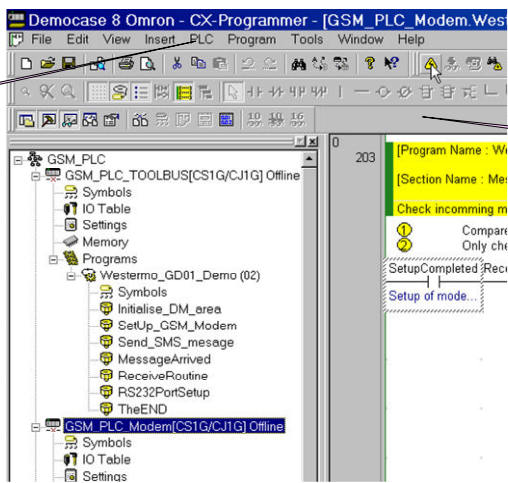 Democase 8 Omron - CX-Programmer - [GSM_PLC_Modem.West
File Edit View Insert PLC Program Tools Window Help
10 10 16
GSM_PLC
GSM_PLC_TOOLBUS[CS1G/CJ1G] Offline
Symbols
IO Table
Settings
Memory
Programs
Westermo_GD01_Demo (02)
Symbols
Initialise_DM_area
SetUp_GSM_Modem
Send_SMS_mesage
MessageArrived
ReceiveRoutine
RS232PortSetup
TheEND
GSM_PLC_Modem[CS1G/CJ1G] Offline
Symbols
IO Table
Settings
0
203
[Program Name : We
[Section Name : Mes
Check incomming m
1 Compare
2 Only che
SetupCompleted Rece
Setup of mode...